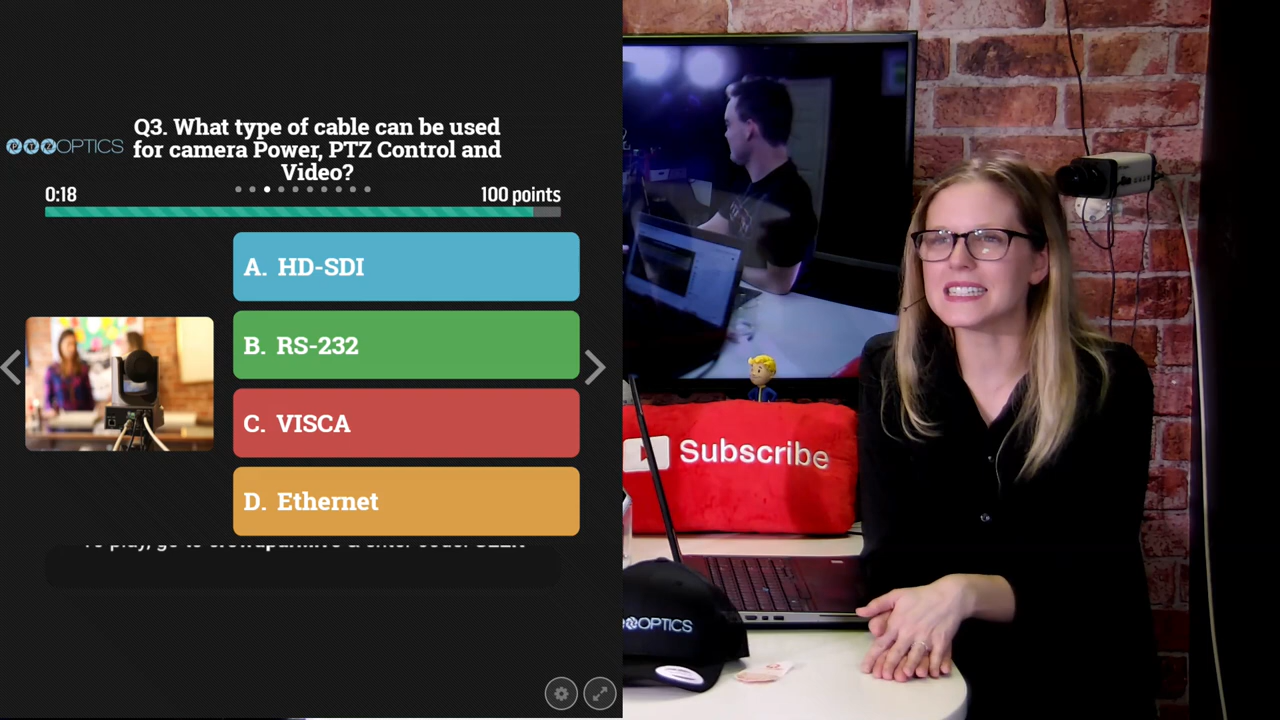 Q3. What type of cable can be used
for camera Power, PTZ Control and
Video?
OPTICS
0:18
100 points
A. HD-SDI
B. RS-232
C. VISCA
D. Ethernet
Subscribe
OPTICS